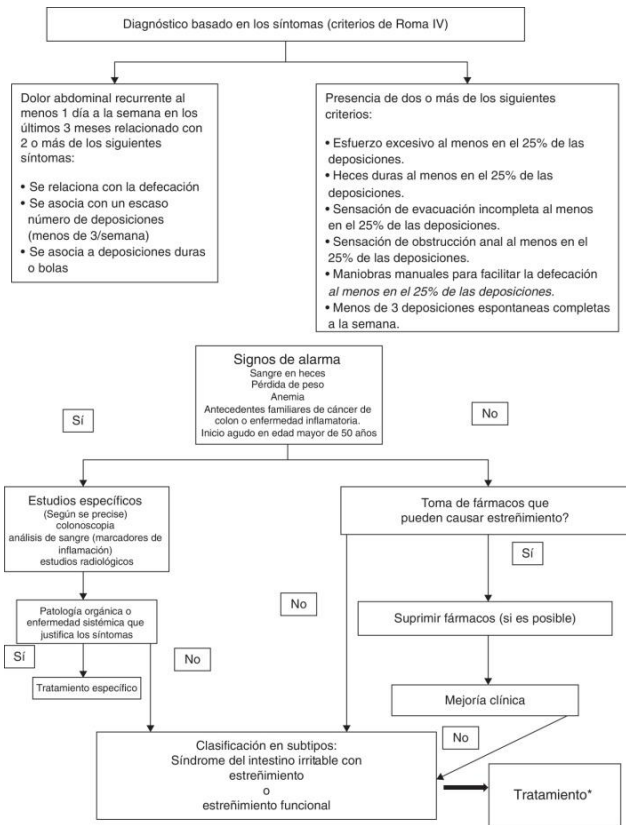 Diagnóstico basado en los síntomas (criterios de Roma IV)
Dolor abdominal recurrente al
menos 1 día a la semana en los
últimos 3 meses relacionado con
2 o más de los siguientes
síntomas:
• Se relaciona con la defecación
• Se asocia con un escaso
número de deposiciones
(menos de 3/semana)
• Se asocia a deposiciones duras
o bolas
Presencia de dos o más de los siguientes
criterios:
• Esfuerzo excesivo al menos en el 25% de las
deposiciones.
• Heces duras al menos en el 25% de las
deposiciones.
• Sensación de evacuación incompleta al menos
en el 25% de las deposiciones.
• Sensación de obstrucción anal al menos en el
25% de las deposiciones.
• Maniobras manuales para facilitar la defecación
al menos en el 25% de las deposiciones.
• Menos de 3 deposiciones espontaneas completas
a la semana.
Signos de alarma
Sangre en heces
Pérdida de peso
Anemia
Antecedentes familiares de cáncer de
colon o enfermedad inflamatoria.
Inicio agudo en edad mayor de 50 años
Sí
No
Estudios específicos
(Según se precise)
colonoscopia
análisis de sangre (marcadores de
inflamación)
estudios radiológicos
Toma de fármacos que
pueden causar estreñimiento?
Sí
No
Patología orgánica o
enfermedad sistémica que
justifica los síntomas
Suprimir fármacos (si es posible)
Sí
No
Tratamiento específico
Mejoría clínica
No
Clasificación en subtipos:
Síndrome del intestino irritable con
estreñimiento
o
estreñimiento funcional
Tratamiento*